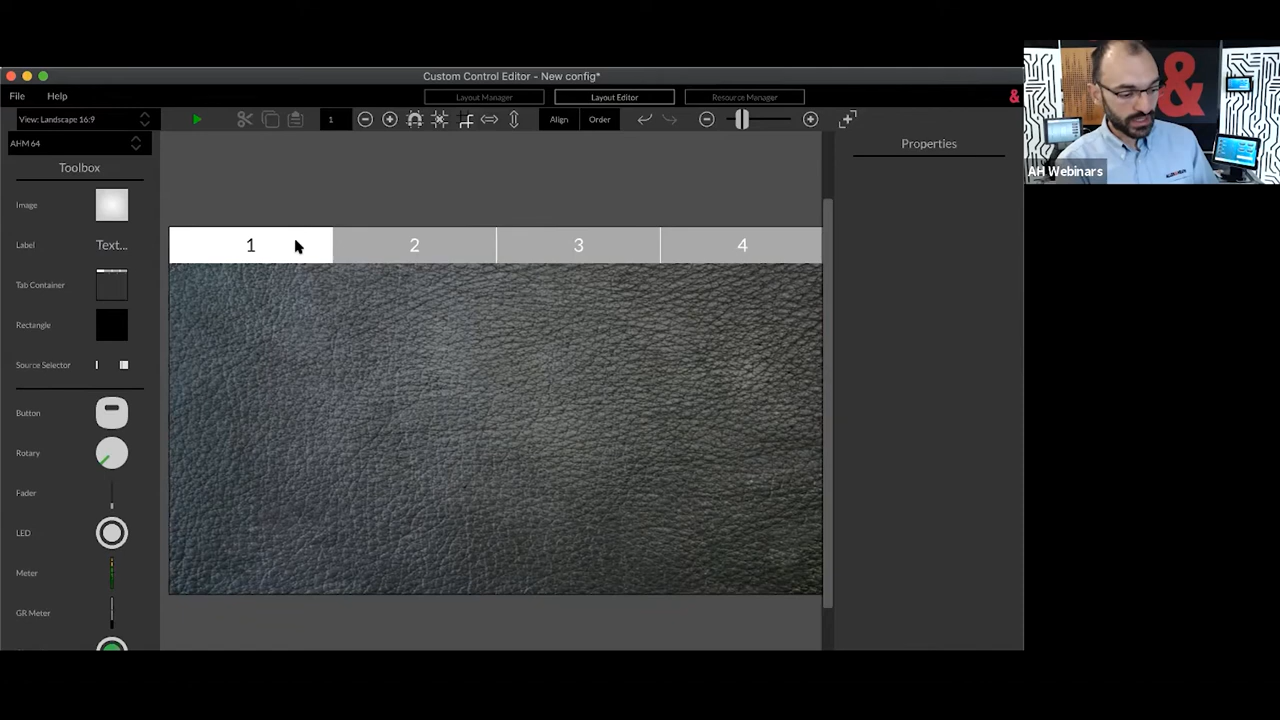 Custom Control Editor - New config*
File Help
Layout Manager Layout Editor Resource Manager &
View: Landscape 16:9 1 Align Order
AHM 64
Toolbox
Properties
Image
Label Text...
Tab Container
Rectangle
Source Selector
Button
Rotary
Fader
LED
Meter
GR Meter
1 2 3 4
&
AH Webinars